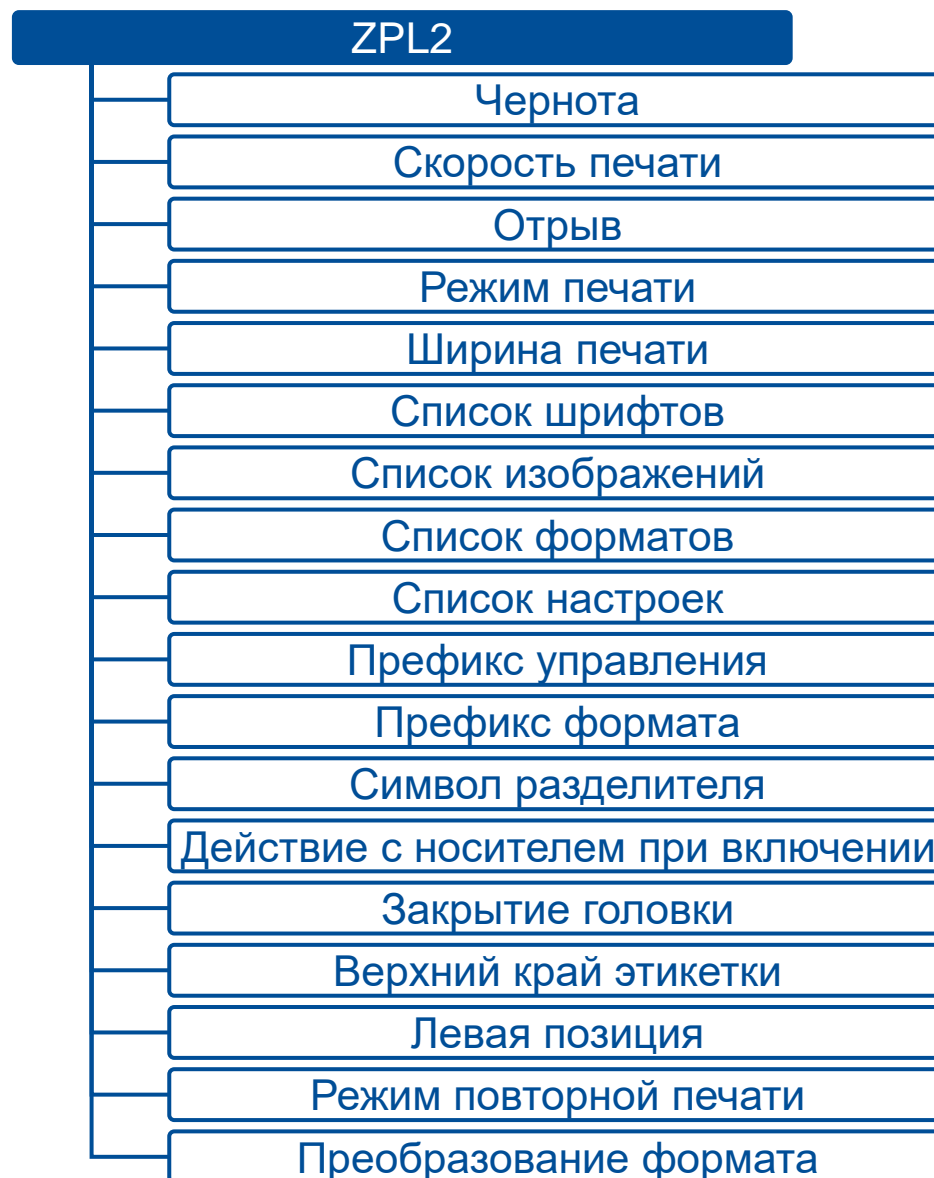 ZPL2
Чернота
Скорость печати
Отрыв
Режим печати
Ширина печати
Список шрифтов
Список изображений
Список форматов
Список настроек
Префикс управления
Префикс формата
Символ разделителя
Действие с носителем при включении
Закрытие головки
Верхний край этикетки
Левая позиция
Режим повторной печати
Преобразование формата